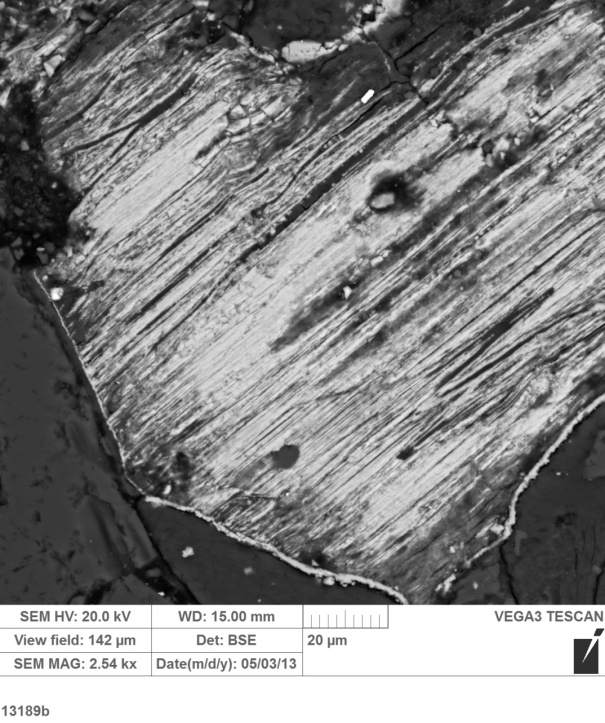 SEM HV: 20.0 kV WD: 15.00 mm VEGA3 TESCAN
View field: 142 µm Det: BSE 20 µm
SEM MAG: 2.54 kx Date(m/d/y): 05/03/13
13189b